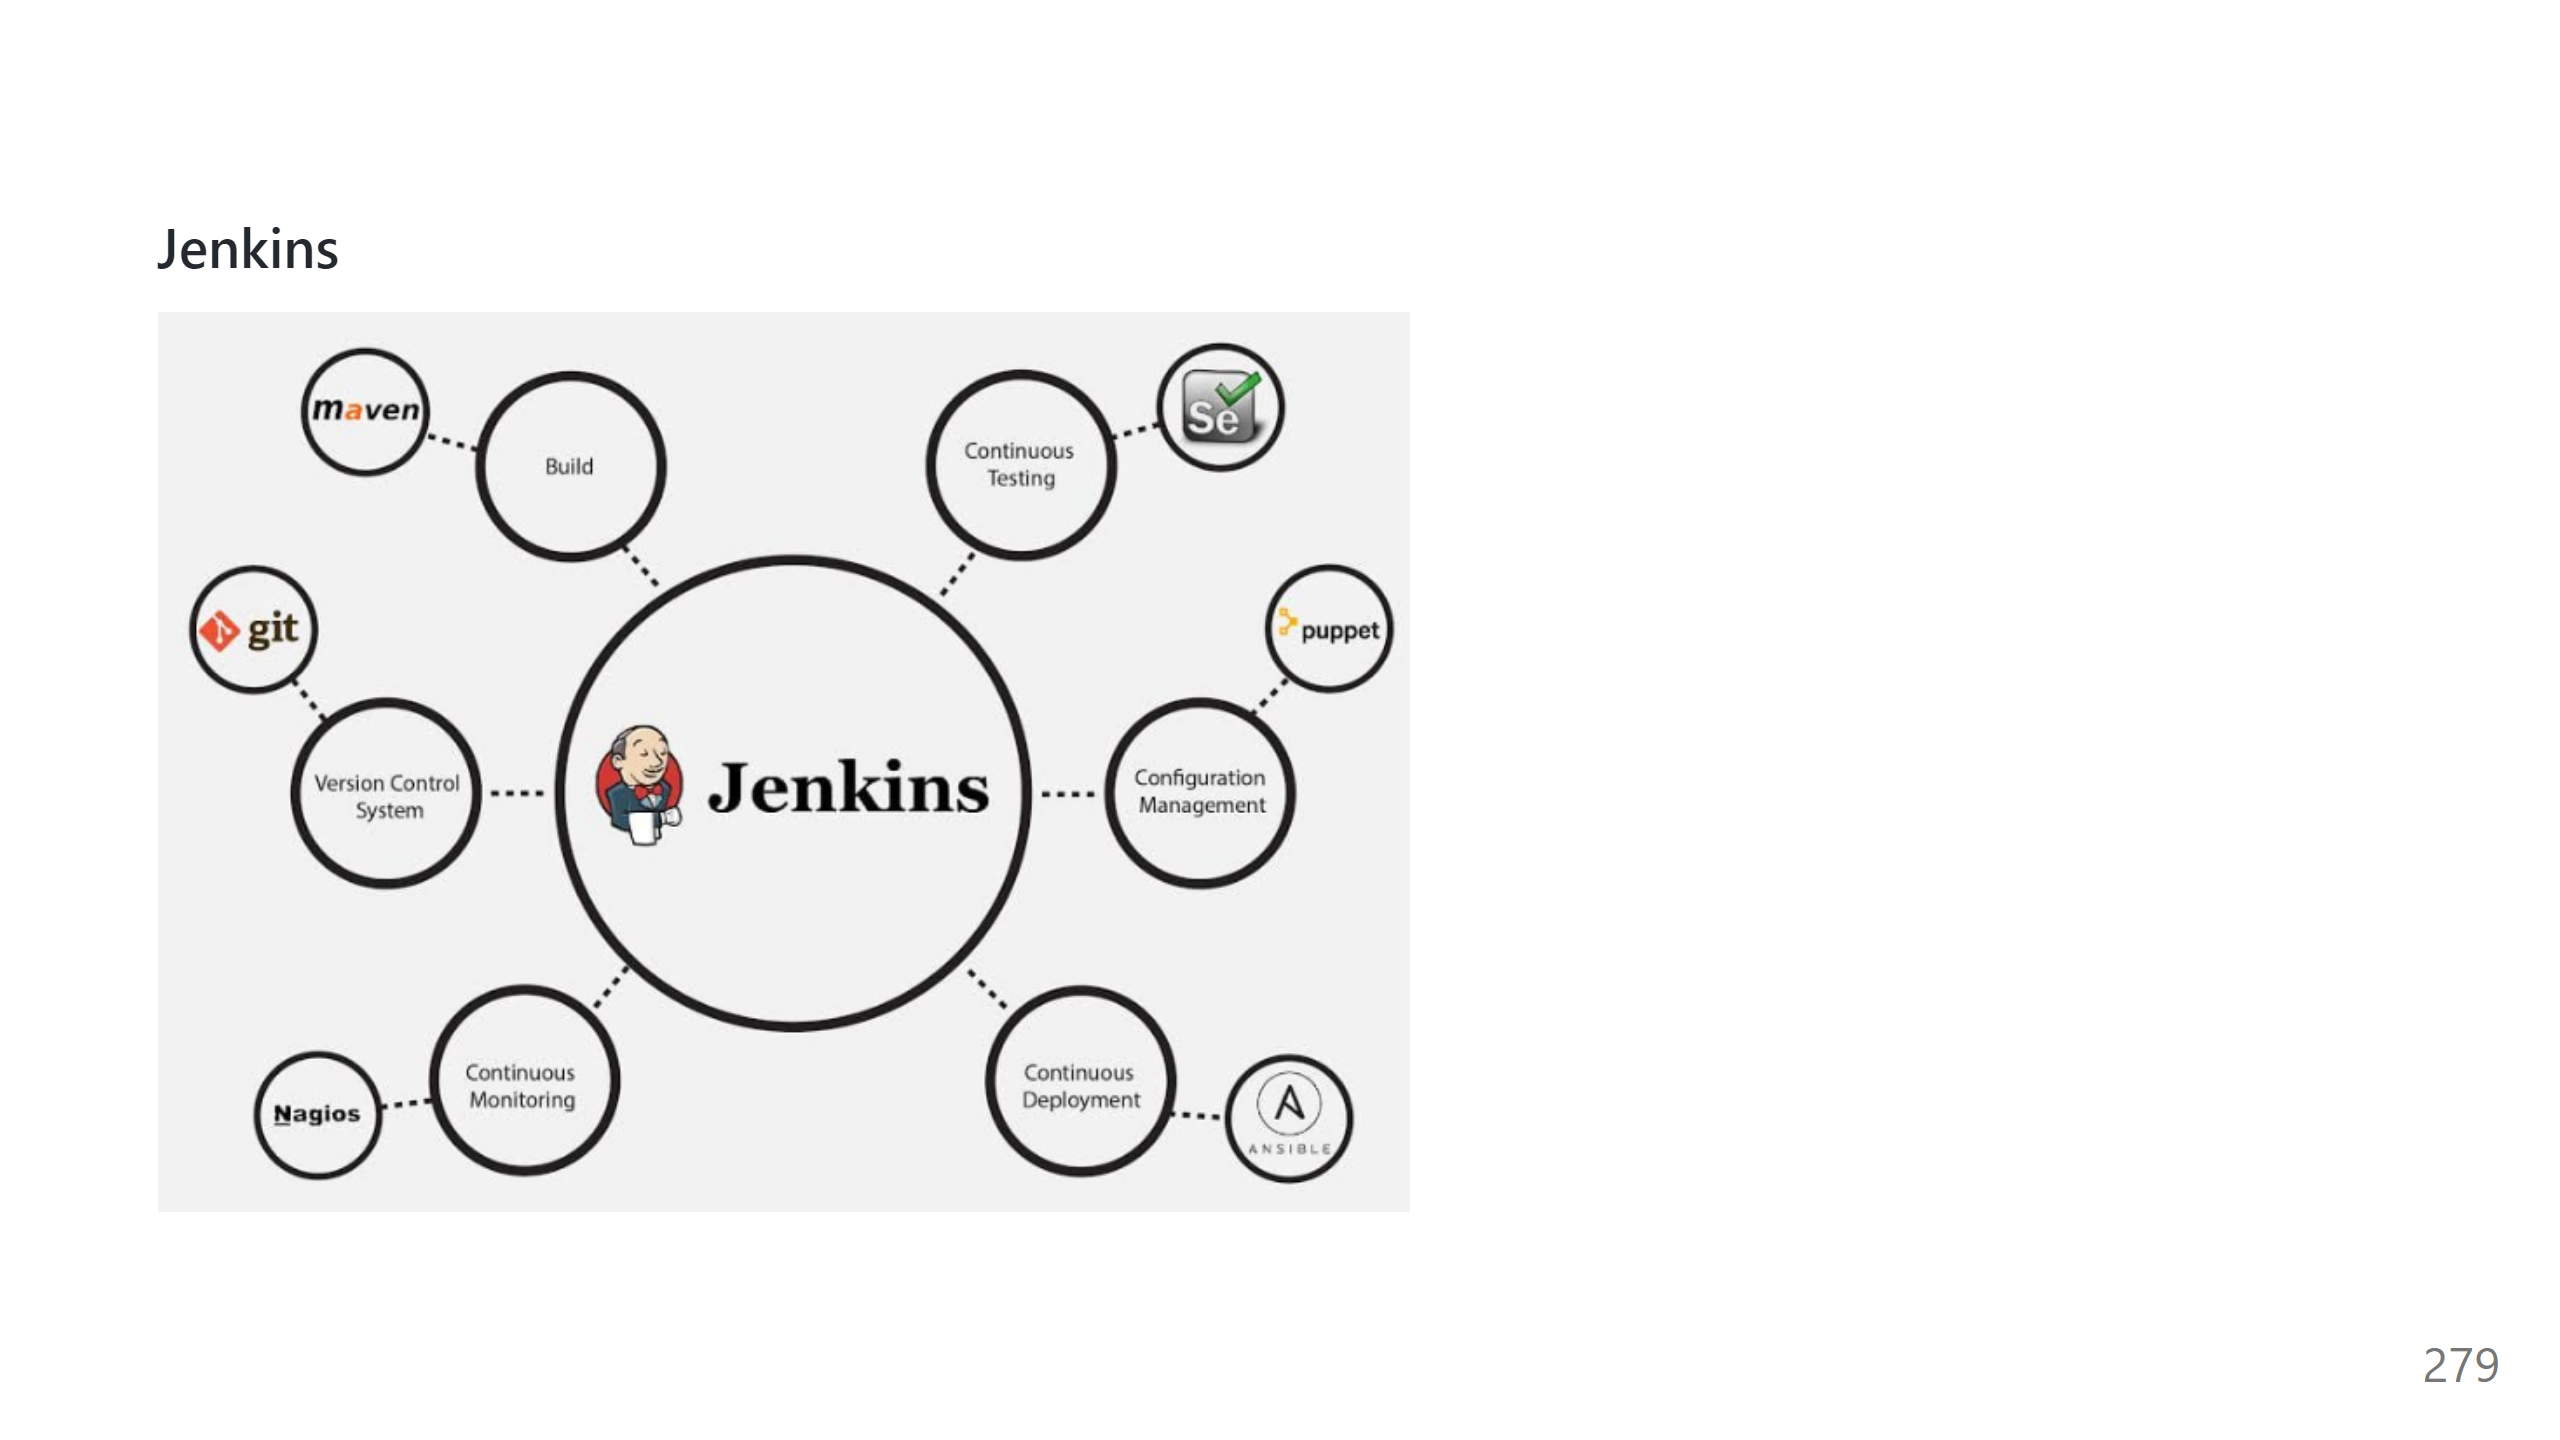 Jenkins
maven
Build
Continuous
Testing
Se
git
puppet
Version Control
System
Jenkins
Configuration
Management
Continuous
Monitoring
Nagios
Continuous
Deployment
A
ANSIBLE
279